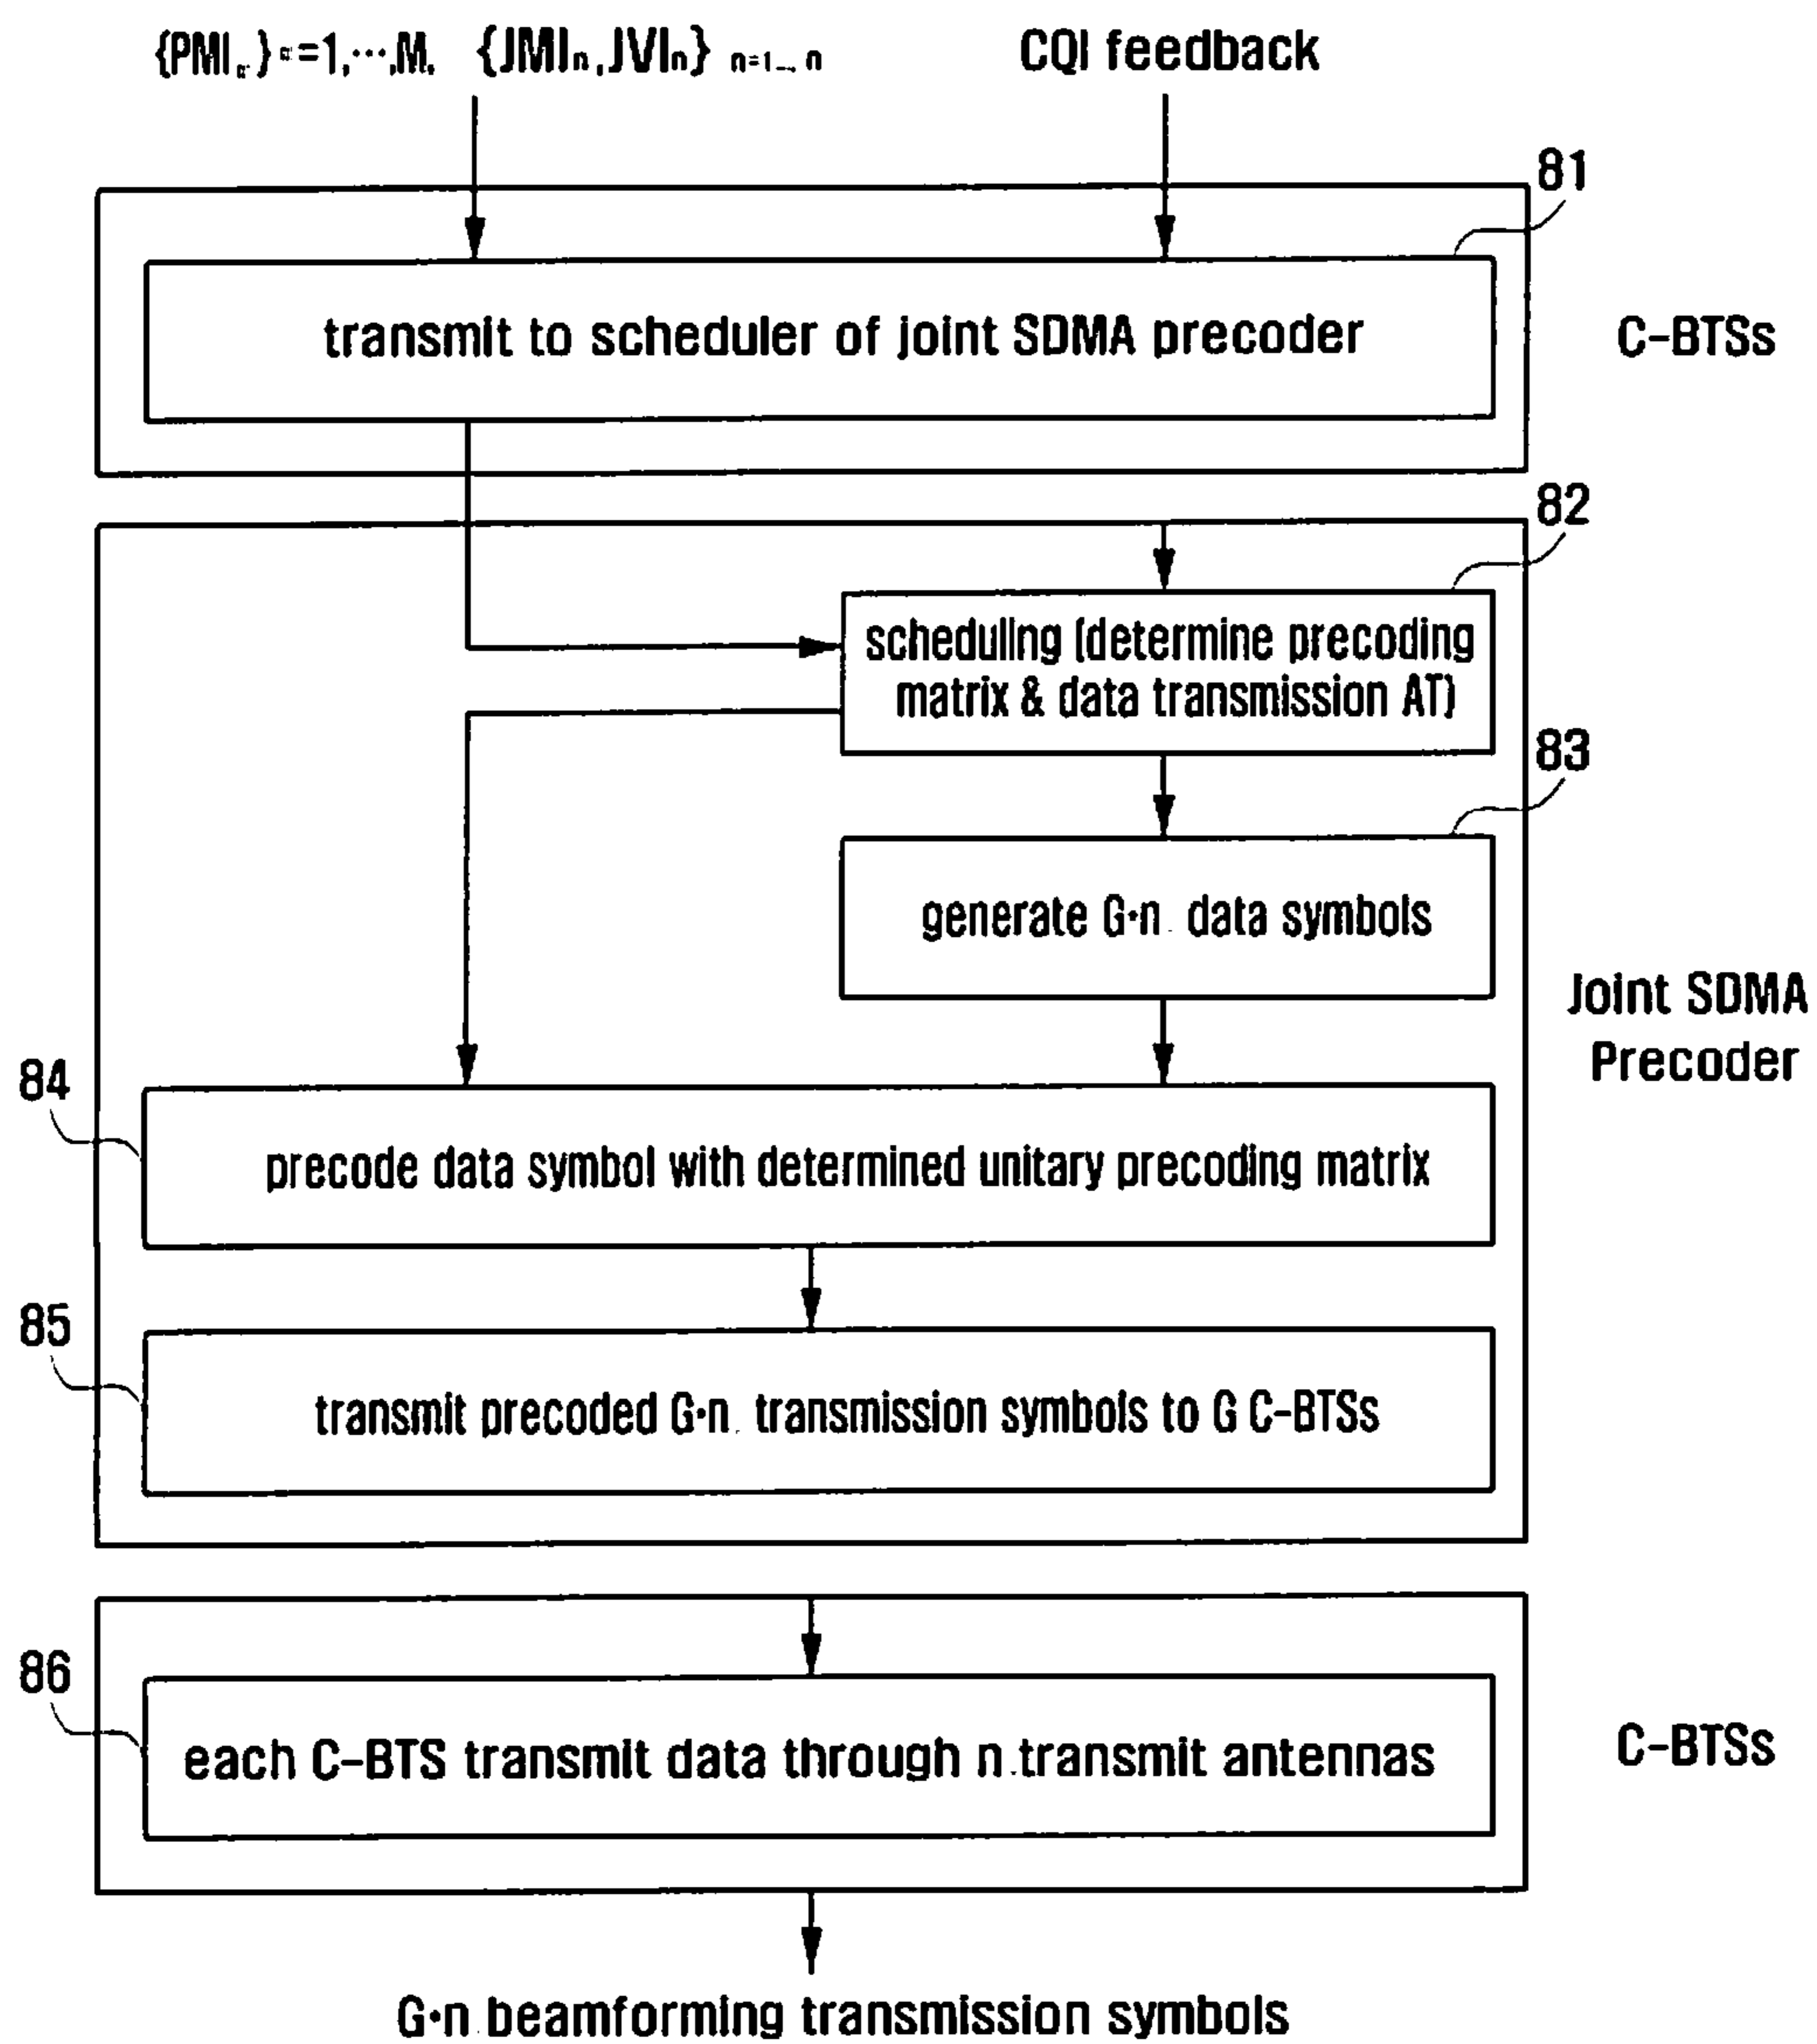 {PMI }  =1,...,M, {JMIn,JVIn} n=1..., n
CQI feedback
81
transmit to scheduler of joint SDMA precoder
C-BTSs
82
scheduling (determine precoding
matrix & data transmission AT)
83
generate G·n data symbols
Joint SDMA
Precoder
84
precode data symbol with determined unitary precoding matrix
85
transmit precoded G·n transmission symbols to G C-BTSs
86
each C-BTS transmit data through n transmit antennas
C-BTSs
G·n beamforming transmission symbols